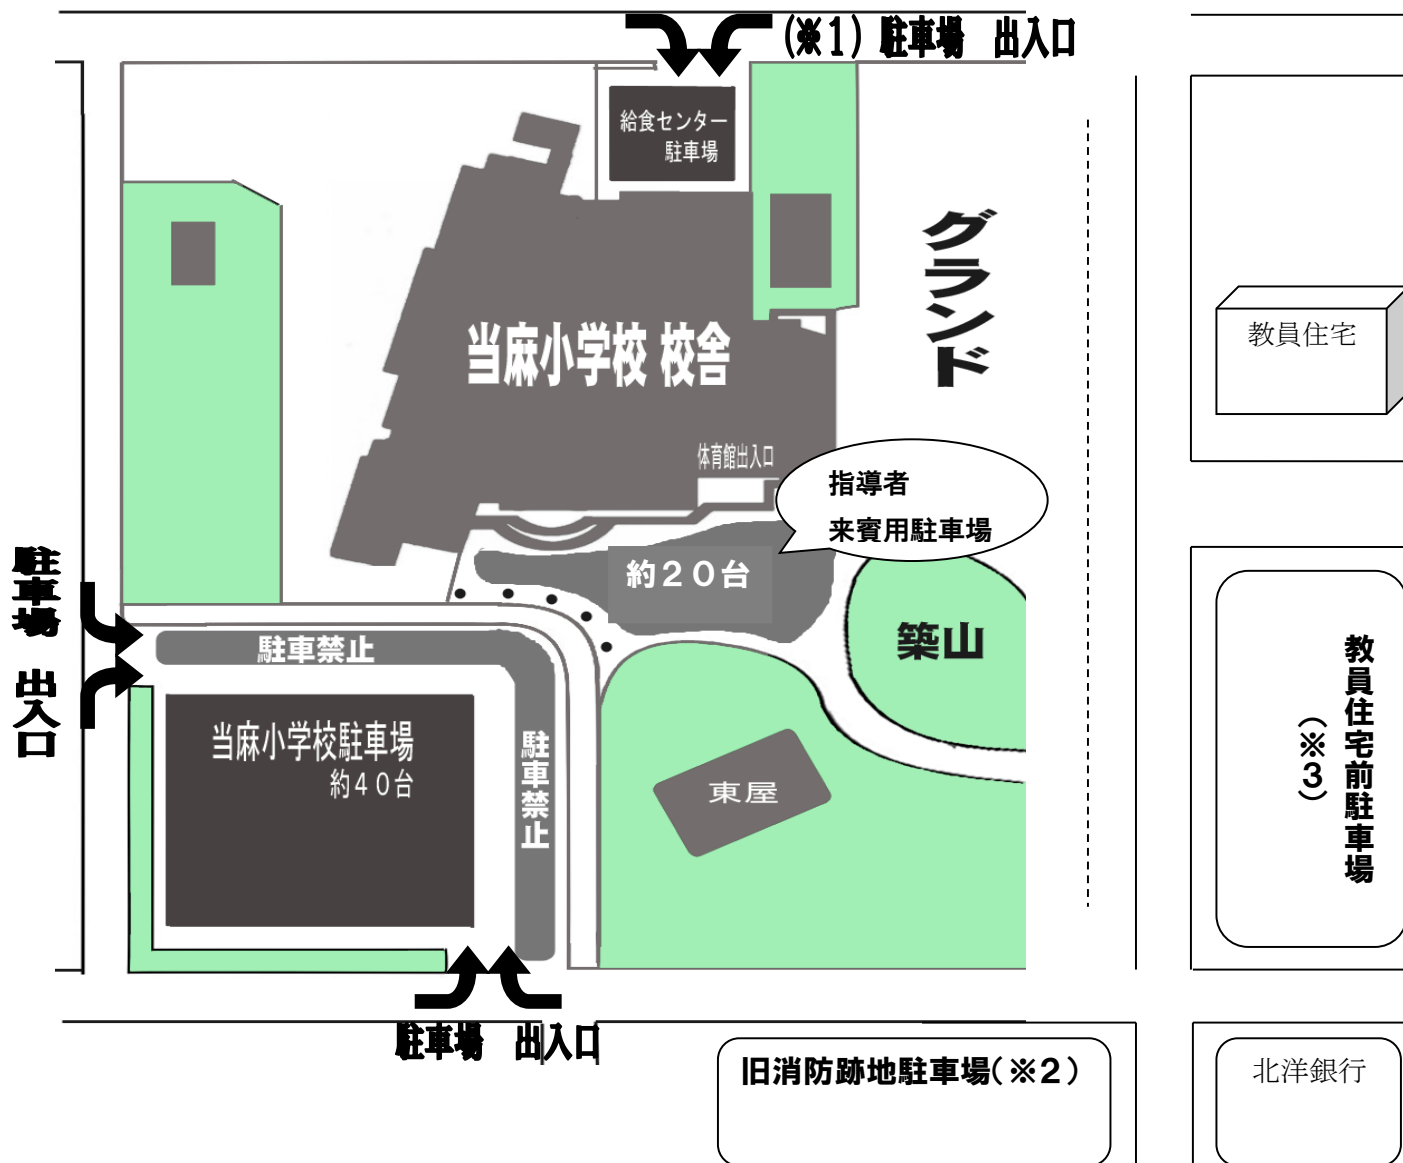 (※１) 駐車場　出入口
給食センター
駐車場
グランド
当麻小学校 校舎
教員住宅
体育館出入口
指導者
来賓用駐車場
約２０台
駐車場　出入口
駐車禁止
築山
教員住宅前駐車場
(※３)
当麻小学校駐車場
約４０台
駐車禁止
東屋
駐車場　出入口
旧消防跡地駐車場(※２)
北洋銀行